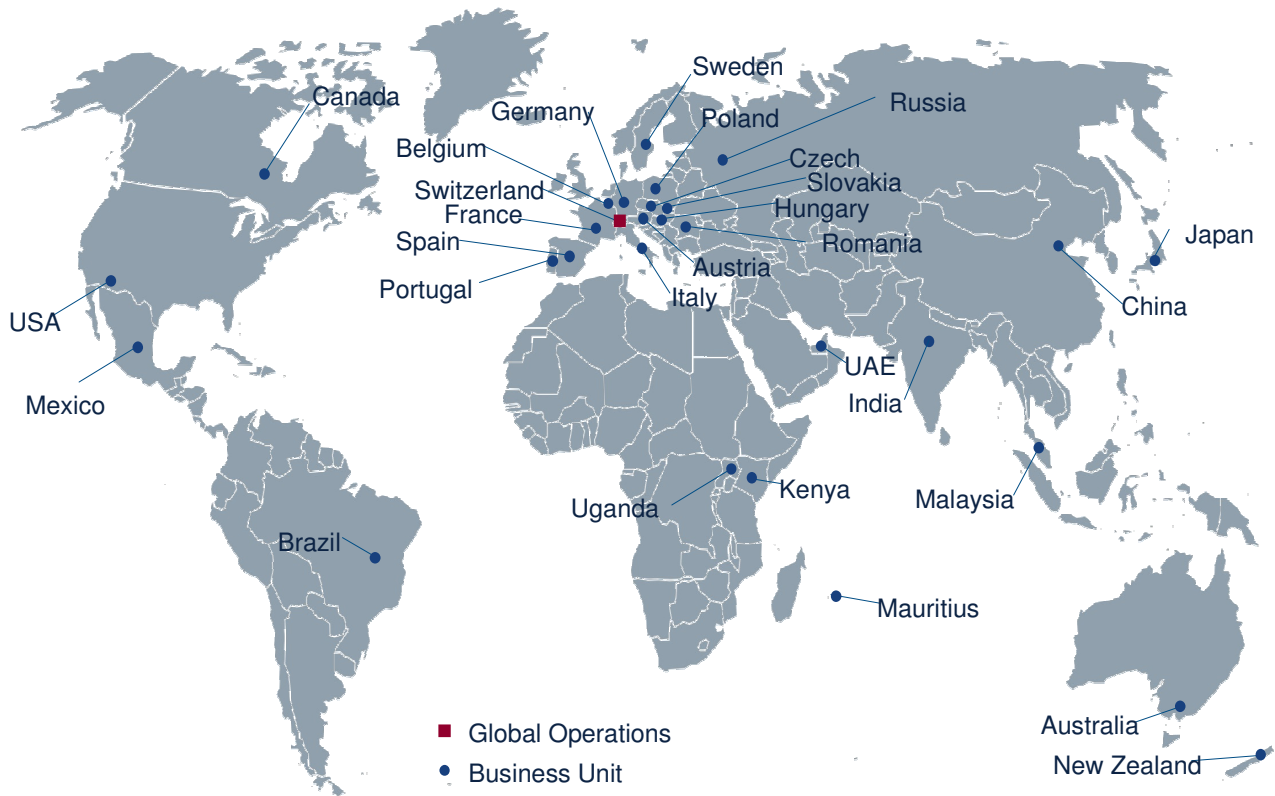 Sweden
Canada
Russia
Germany
Poland
Belgium
Czech
Slovakia
Switzerland
France
Hungary
Spain
Romania
Japan
Austria
Portugal
Italy
China
USA
UAE
Mexico
India
Malaysia
Kenya
Uganda
Brazil
Mauritius
Australia
Global Operations
New Zealand
Business Unit